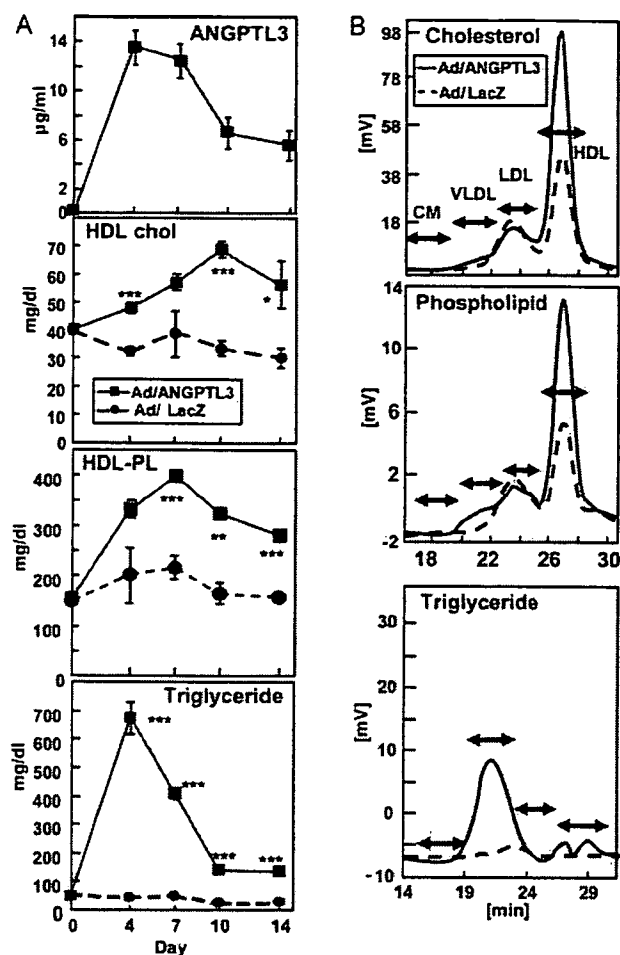 A
ANGPTL3
µg/ml
14
12
8
6
2
0
HDL chol
mg/dl
70
60
50
40
30
20
10
0
***
***
*
Ad/ANGPTL3
Ad/ LacZ
HDL-PL
mg/dl
400
300
200
100
0
***
**
***
Triglyceride
mg/dl
700
600
500
400
300
200
100
0
***
***
***
***
0 4 7 10 14
Day
B
Cholesterol
Ad/ANGPTL3
Ad/LacZ
[mV]
98
78
58
38
18
CM
VLDL
LDL
HDL
Phospholipid
[mV]
14
10
6
2
-2
18 22 26 30
Triglyceride
[mV]
30
20
10
0
-10
14 19 24 29
[min]